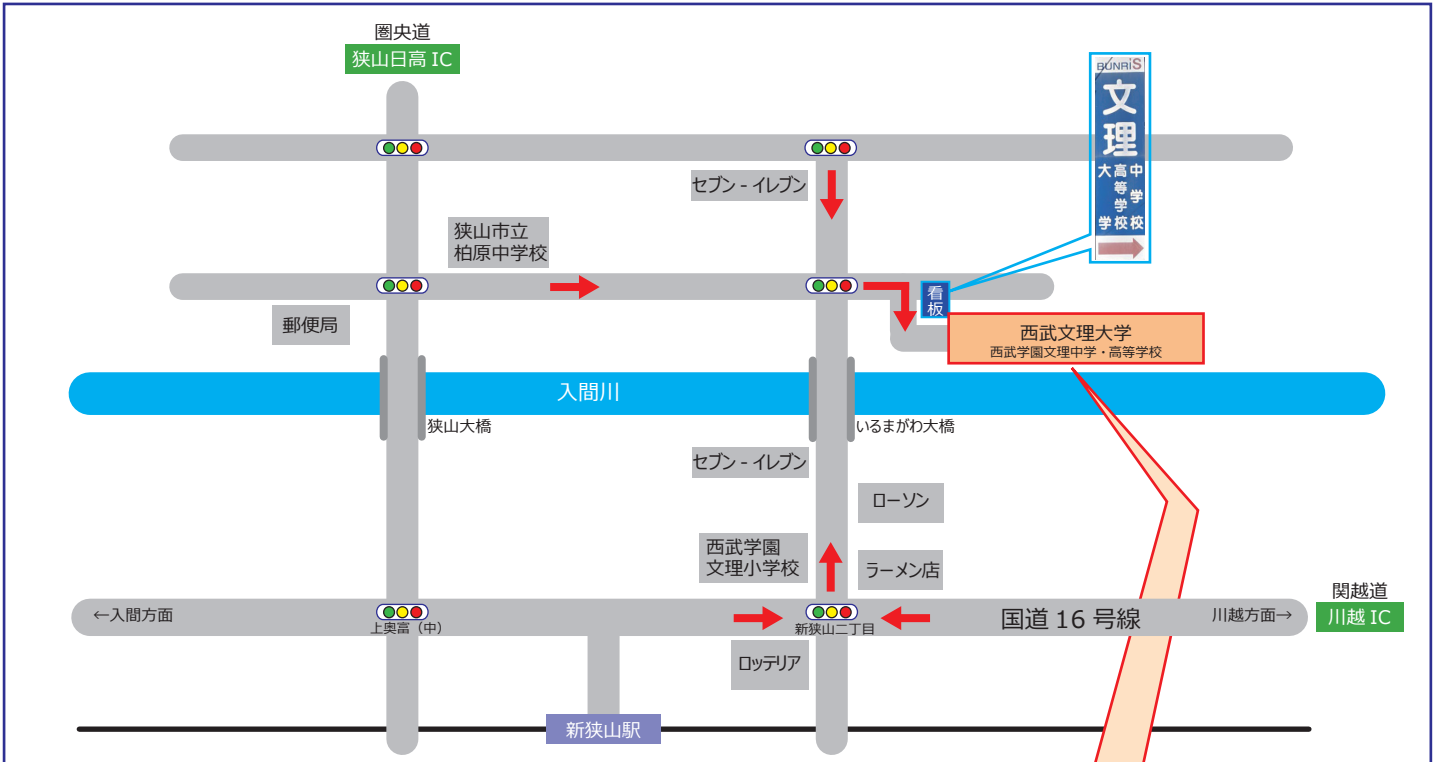 圏央道
狭山日高 IC
BUNRiS
文理
大学
高等学校
中学校
セブン - イレブン
狭山市立
柏原中学校
看板
郵便局
西武文理大学
西武学園文理中学・高等学校
入間川
狭山大橋
いるまがわ大橋
セブン - イレブン
ローソン
西武学園
文理小学校
ラーメン店
関越道
川越 IC
←入間方面
上奥富（中）
新狭山二丁目
国道 16 号線
川越方面→
ロッテリア
新狭山駅